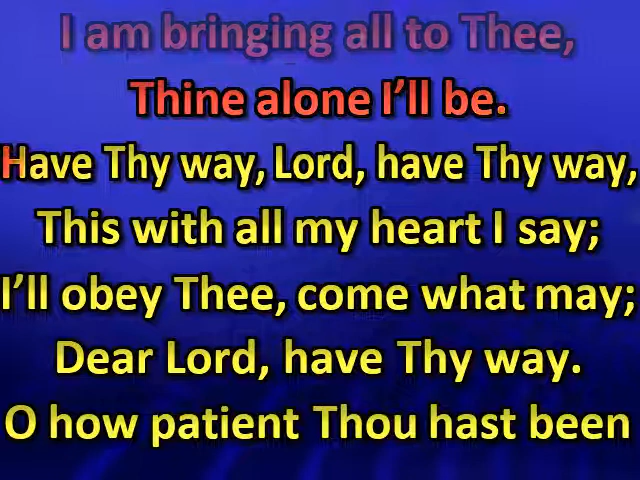 I am bringing all to Thee,
Thine alone I’ll be.
Have Thy way, Lord, have Thy way,
This with all my heart I say;
I’ll obey Thee, come what may;
Dear Lord, have Thy way.
O how patient Thou hast been